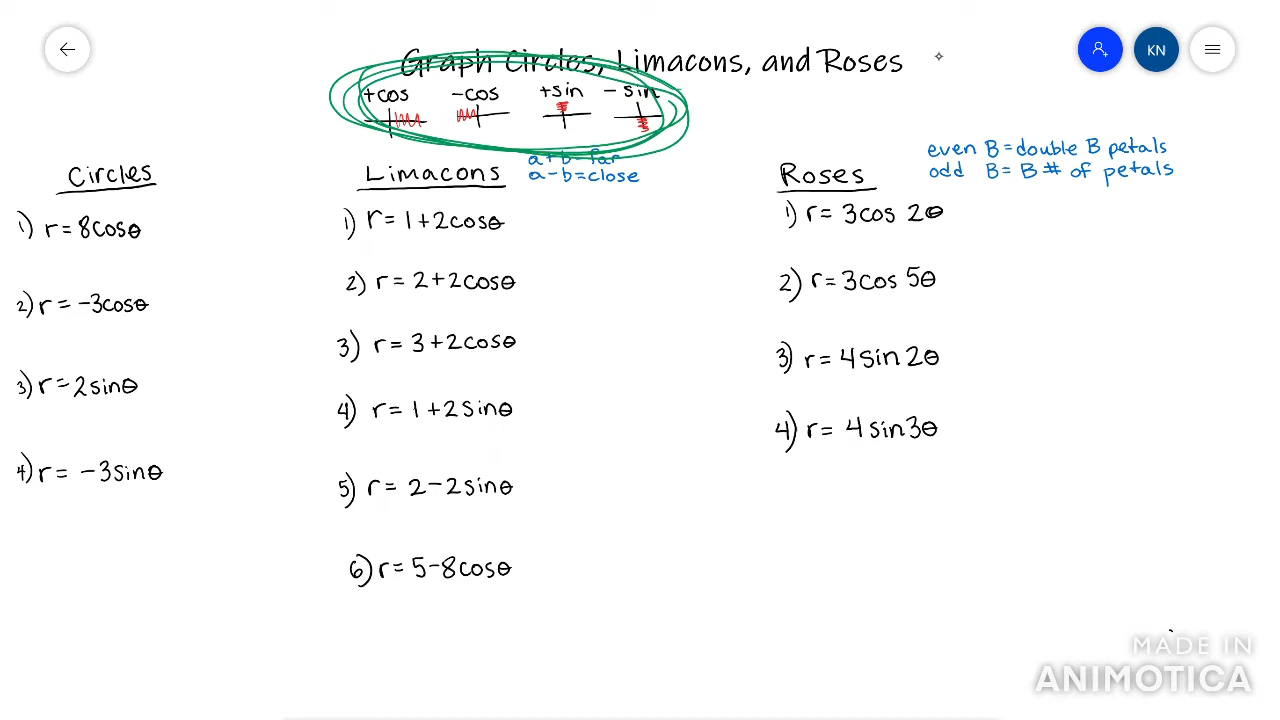 KN
Graph Circles, Limacons, and Roses
+cos -cos +sin - sin
Circles
1) r = 8cosθ
2) r = -3cosθ
3) r = 2sinθ
4) r = -3sinθ
Limacons
a+b=far
a-b=close
1) r = 1+2cosθ
2) r = 2+2cosθ
3) r = 3+2cosθ
4) r = 1+2sinθ
5) r = 2-2sinθ
6) r = 5-8cosθ
Roses
even B = double B petals
odd B = B # of petals
1) r = 3cos 2θ
2) r = 3cos 5θ
3) r = 4sin 2θ
4) r = 4sin3θ
MADE IN
ANIMOTICA